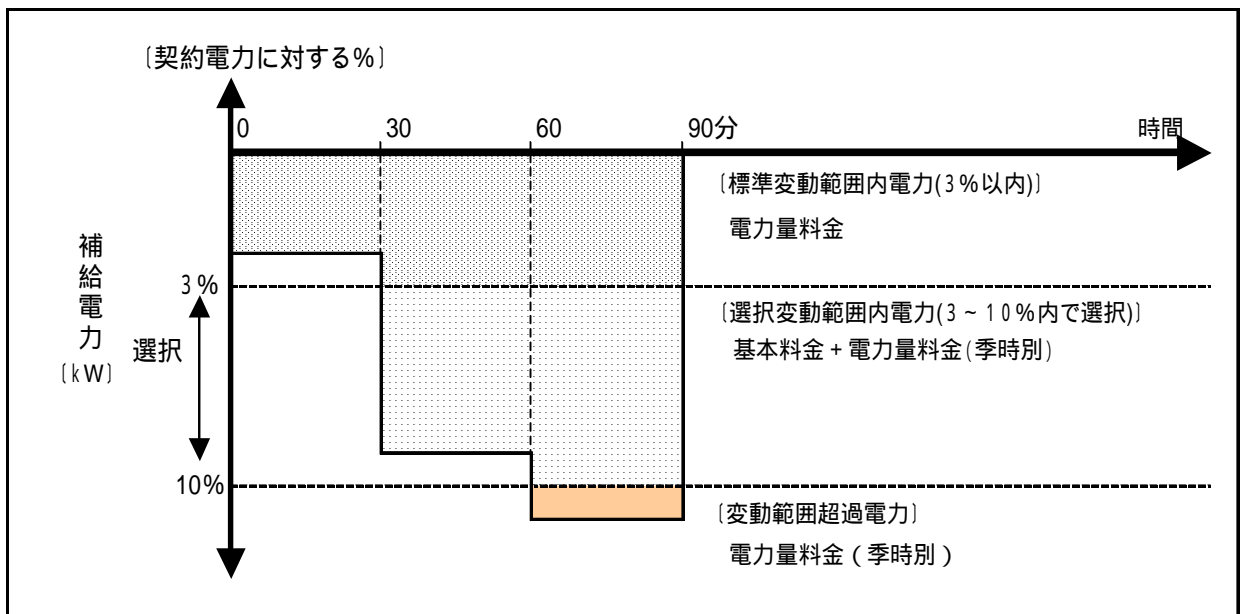 〔契約電力に対する%〕
0 30 60 90分 時間
〔標準変動範囲内電力(3%以内)〕
電力量料金
補給電力
〔kW〕
3%
選択
〔選択変動範囲内電力(3~10%内で選択)〕
基本料金+電力量料金(季時別)
10%
〔変動範囲超過電力〕
電力量料金(季時別)